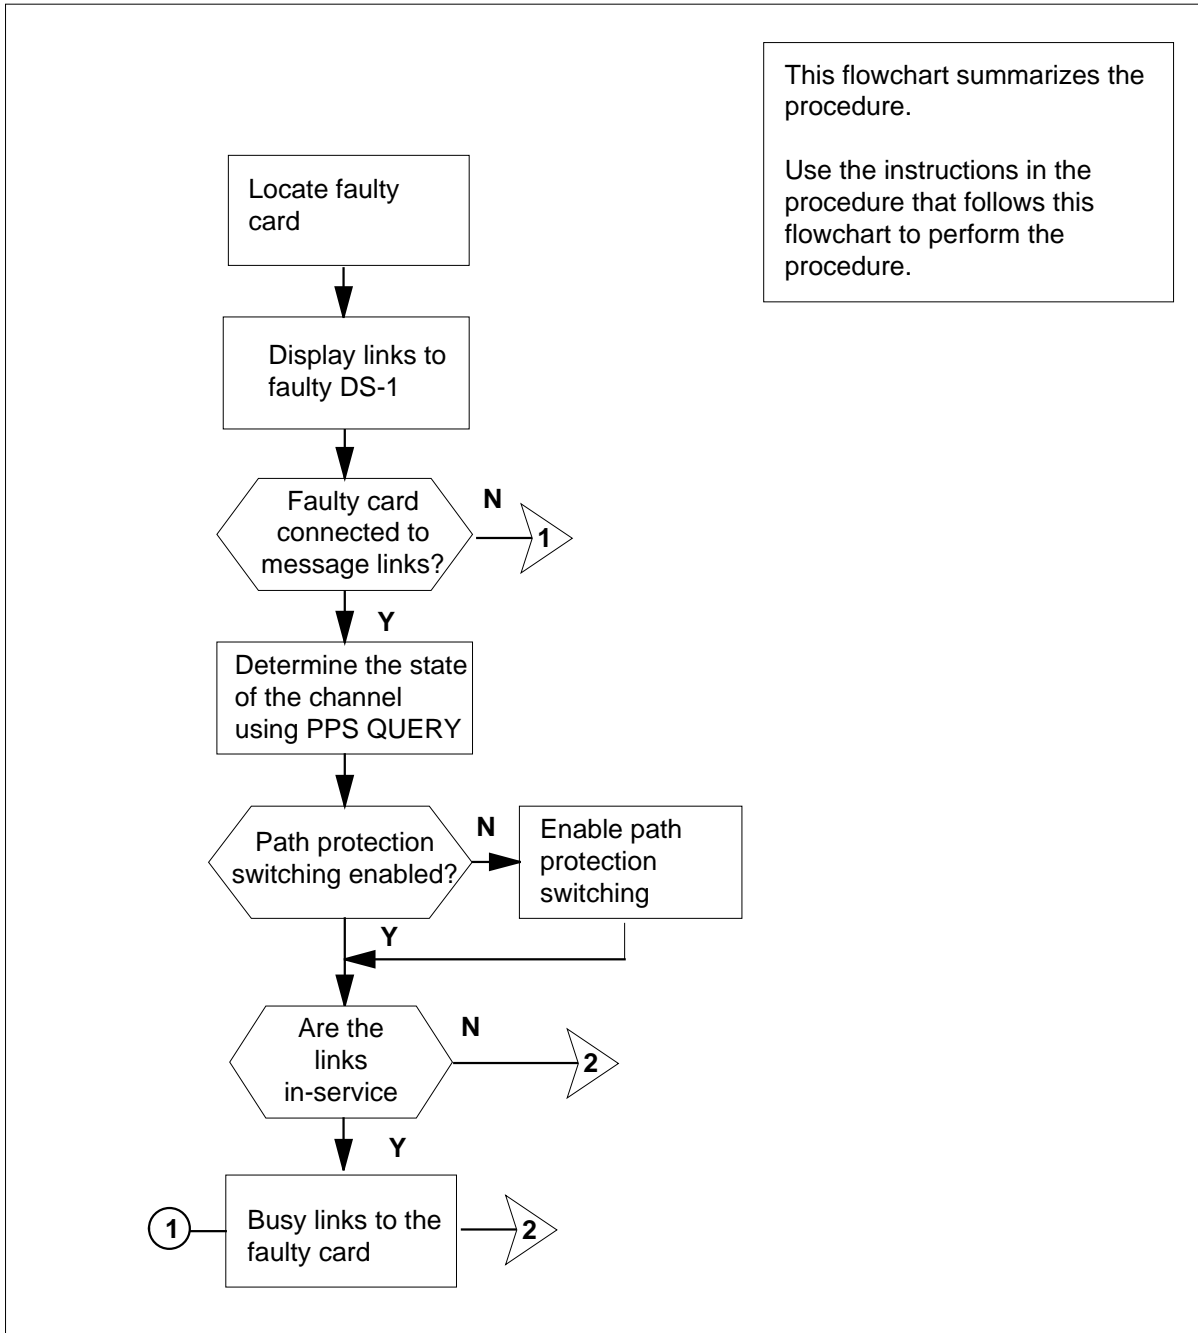 This flowchart summarizes the
procedure.
Use the instructions in the
procedure that follows this
flowchart to perform the
procedure.
Locate faulty
card
Display links to
faulty DS-1
Faulty card
connected to
message links?
N
1
Y
Determine the state
of the channel
using PPS QUERY
Path protection
switching enabled?
N
Enable path
protection
switching
Y
Are the
links
in-service
N
2
Y
1
Busy links to the
faulty card
2